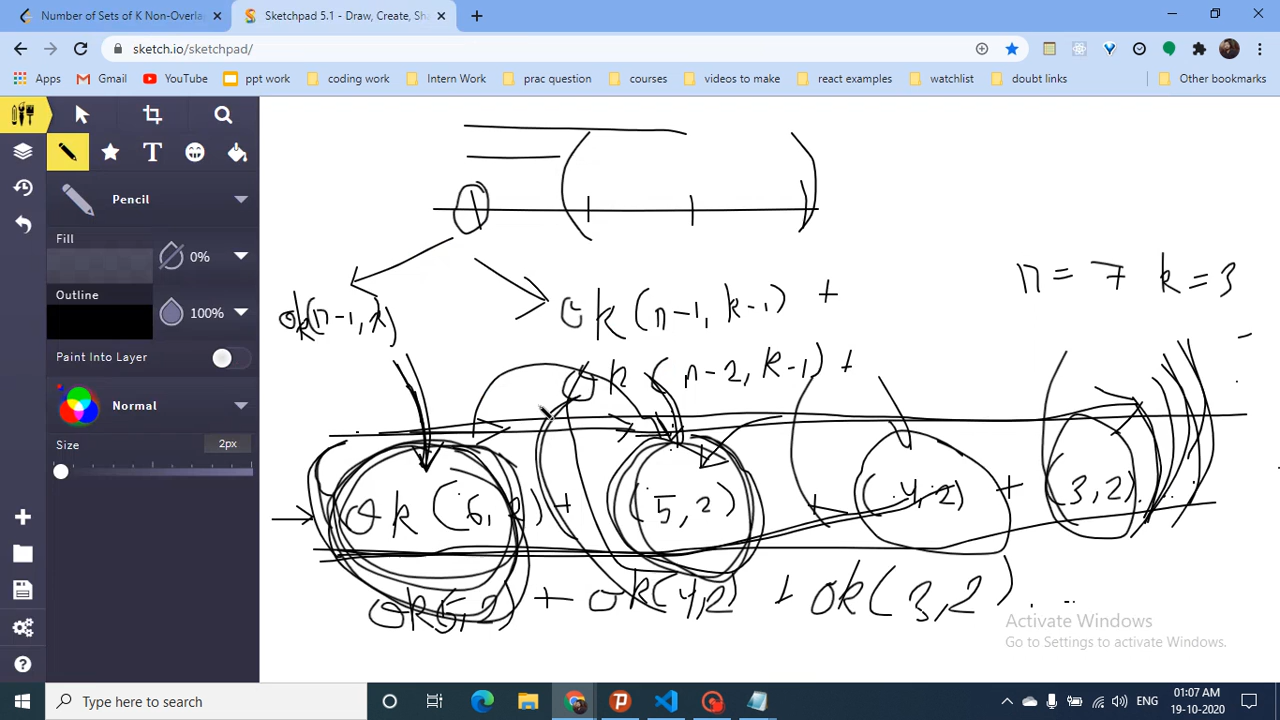 Number of Sets of K Non-Overla
Sketchpad 5.1 - Draw, Create, Sha
sketch.io/sketchpad/
Apps
Gmail
YouTube
ppt work
coding work
Intern Work
prac question
courses
videos to make
react examples
watchlist
doubt links
Other bookmarks
Pencil
Fill
0%
Outline
100%
Paint Into Layer
Normal
Size
2px
n = 7 k = 3
ok(n-1, k)
ok(n-1, k-1) +
ok(n-2, k-1) +
ok(6, 2) + (5,2) + (4,2) + (3,2) ...
ok(5,2) + ok(4,2) + ok(3,2) ...
Activate Windows
Go to Settings to activate Windows.
Type here to search
ENG
01:07 AM
19-10-2020